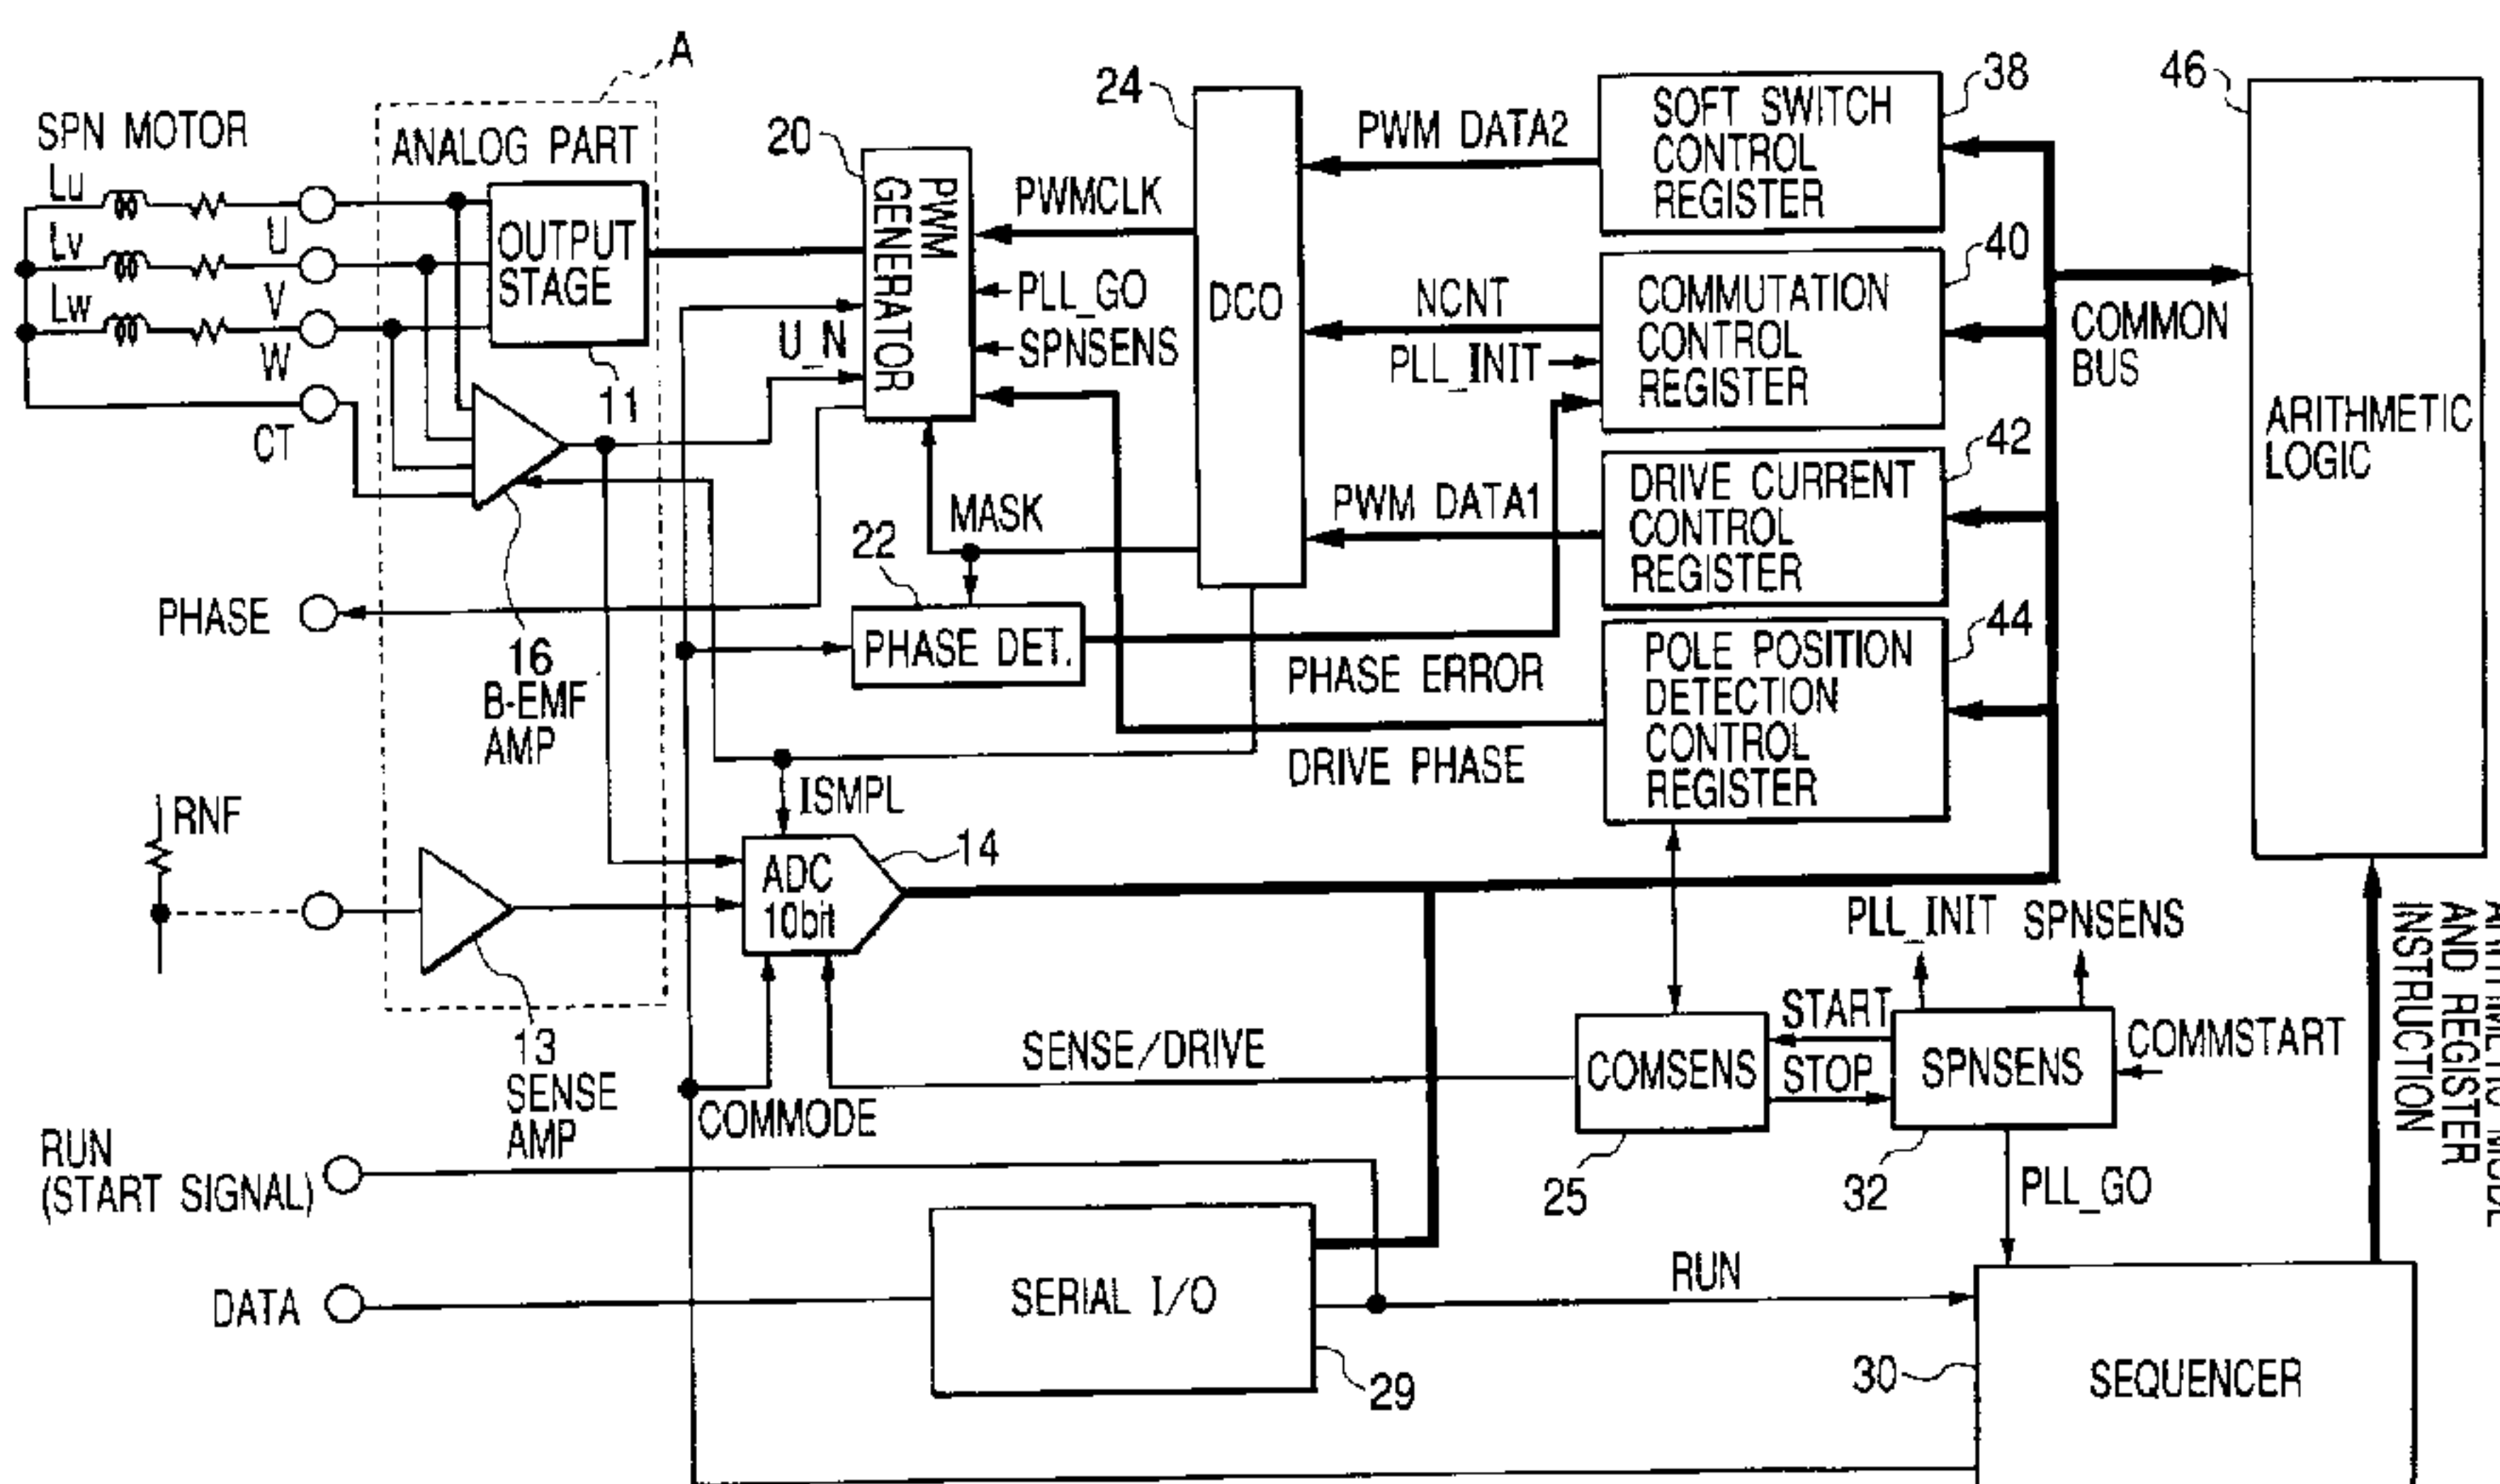 A
SPN MOTOR
ANALOG PART
Lu
Lv
Lw
U
V
W
CT
OUTPUT
STAGE
11
16
B-EMF
AMP
20
PWM
GENERATOR
U_N
PWMCLK
PLL_GO
SPNSENS
24
DCO
PWM DATA2
NCNT
PLL_INIT
PWM DATA1
38
SOFT SWITCH
CONTROL
REGISTER
40
COMMUTATION
CONTROL
REGISTER
42
DRIVE CURRENT
CONTROL
REGISTER
44
POLE POSITION
DETECTION
CONTROL
REGISTER
46
ARITHMETIC
LOGIC
COMMON
BUS
MASK
22
PHASE DET.
PHASE
PHASE ERROR
DRIVE PHASE
ISMPL
RNF
ADC
10bit
14
13
SENSE
AMP
SENSE/DRIVE
COMMODE
PLL_INIT
SPNSENS
COMSENS
25
START
STOP
SPNSENS
32
COMMSTART
PLL_GO
AND REGISTER
INSTRUCTION
RUN
(START SIGNAL)
DATA
SERIAL I/O
29
RUN
30
SEQUENCER